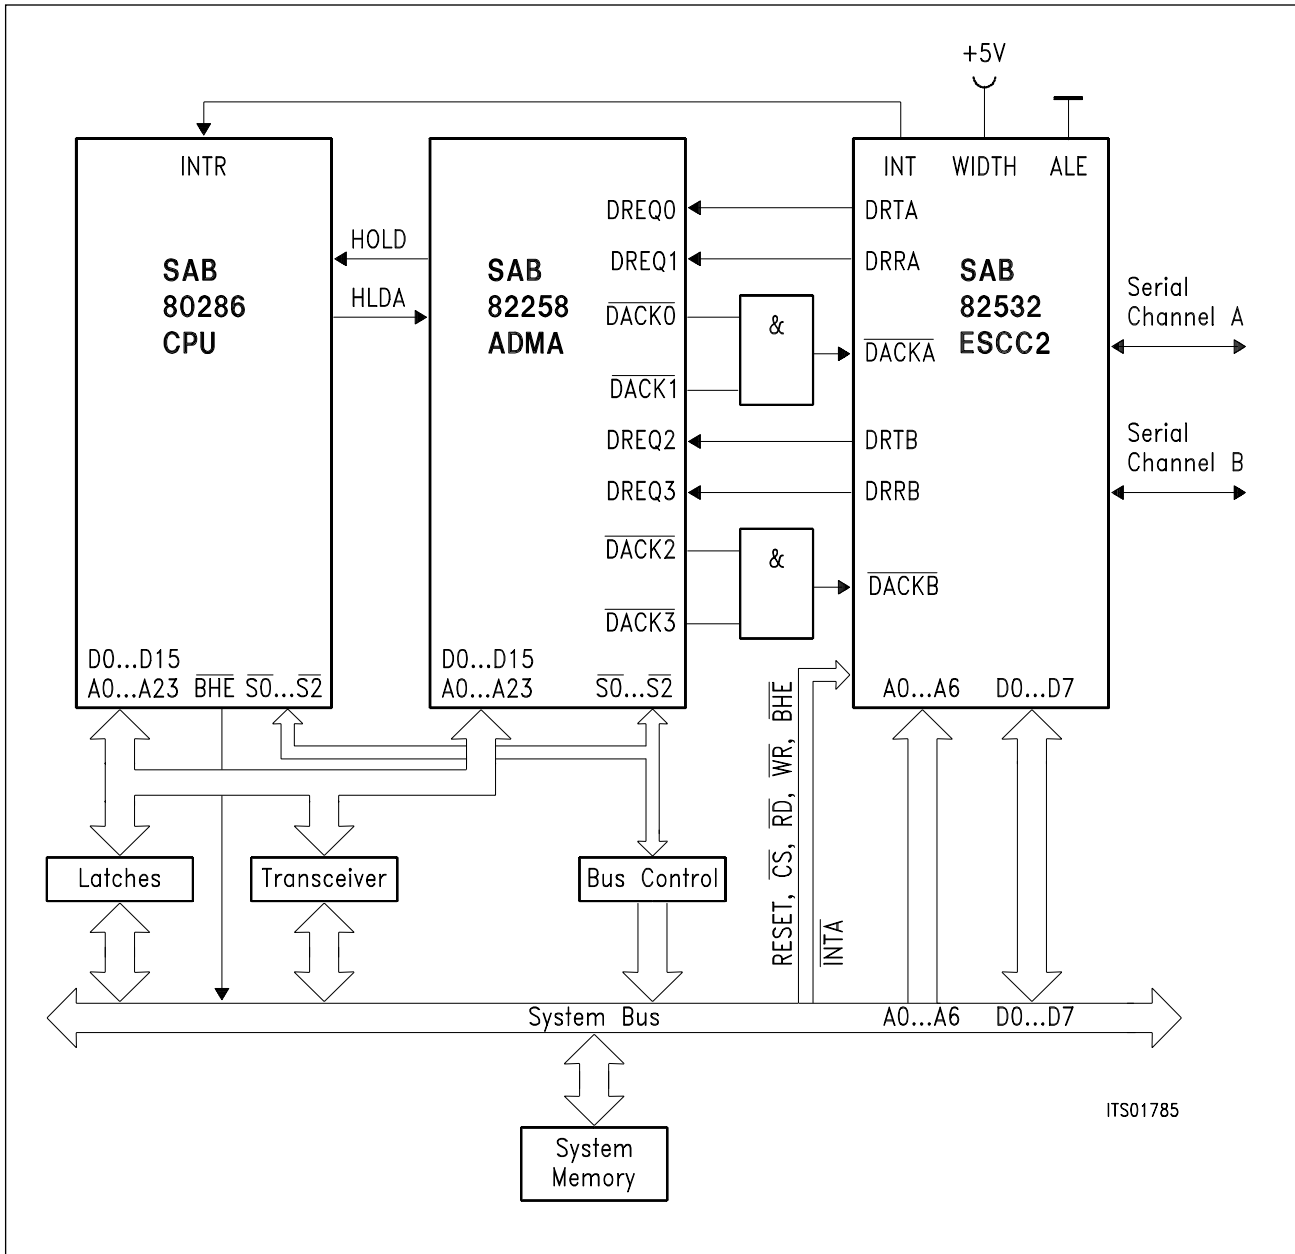 +5V
INTR
INT WIDTH ALE
DREQ0 DRTA
HOLD
DREQ1 DRRA
SAB
80286
CPU
SAB
82258
ADMA
SAB
82532
ESCC2
HLDA
DACK0
&
DACKA
DACK1
Serial
Channel A
DREQ2 DRTB
Serial
Channel B
DREQ3 DRRB
DACK2
&
DACKB
DACK3
D0...D15
A0...A23 BHE S0...S2
D0...D15
A0...A23 S0...S2
A0...A6 D0...D7
RESET, CS, RD, WR, BHE
INTA
Latches
Transceiver
Bus Control
System Bus
A0...A6 D0...D7
System
Memory
ITS01785